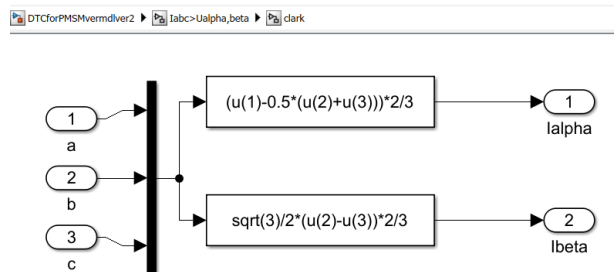 DTCforPMSMvermdlver2 Iabc>Ualpha,beta clark
1
a
2
b
3
c
(u(1)-0.5*(u(2)+u(3)))*2/3
1
Ialpha
sqrt(3)/2*(u(2)-u(3))*2/3
2
Ibeta